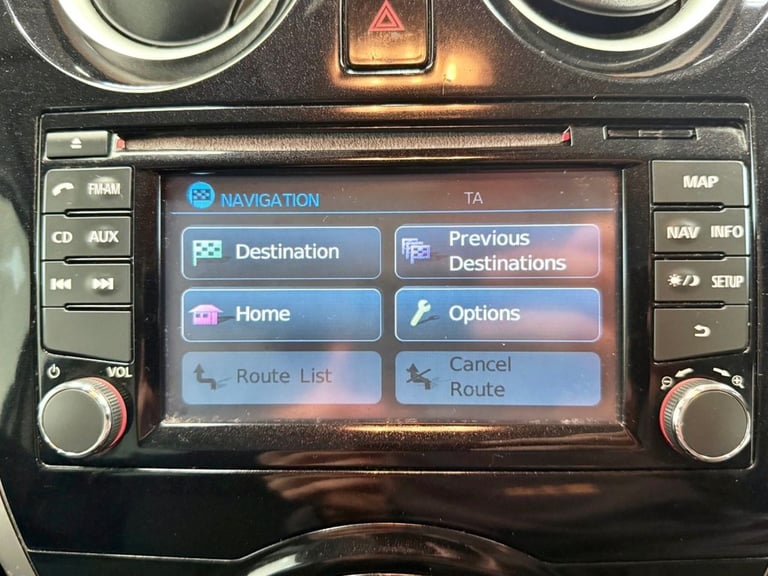 FM·AM
CD AUX
VOL
NAVIGATION TA
Destination
Previous
Destinations
Home
Options
Route List
Cancel
Route
MAP
NAV INFO
SETUP